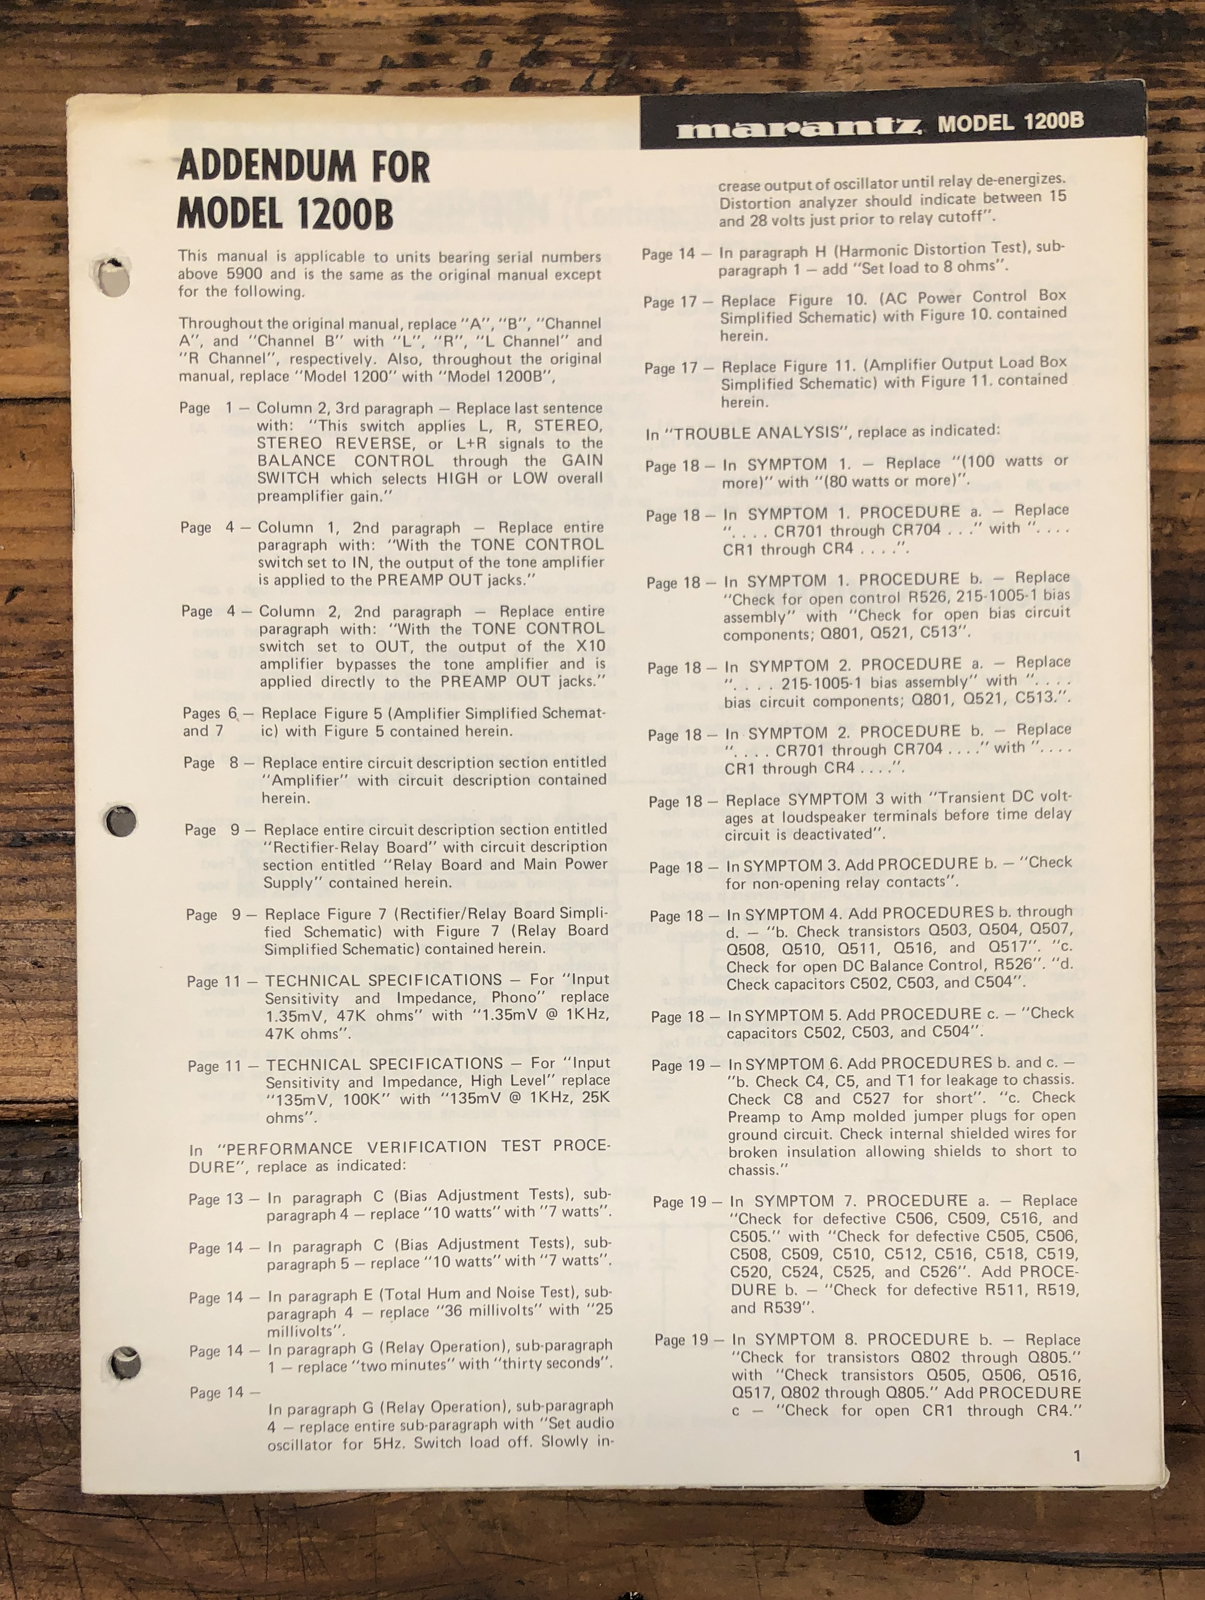 marantz MODEL 1200B
ADDENDUM FOR
MODEL 1200B
This manual is applicable to units bearing serial numbers
above 5900 and is the same as the original manual except
for the following.
Throughout the original manual, replace "A", "B", "Channel
A", and "Channel B" with "L", "R", "L Channel" and
"R Channel", respectively. Also, throughout the original
manual, replace "Model 1200" with "Model 1200B",
Page 1 — Column 2, 3rd paragraph — Replace last sentence
with: "This switch applies L, R, STEREO,
STEREO REVERSE, or L+R signals to the
BALANCE CONTROL through the GAIN
SWITCH which selects HIGH or LOW overall
preamplifier gain."
Page 4 — Column 1, 2nd paragraph — Replace entire
paragraph with: "With the TONE CONTROL
switch set to IN, the output of the tone amplifier
is applied to the PREAMP OUT jacks."
Page 4 — Column 2, 2nd paragraph — Replace entire
paragraph with: "With the TONE CONTROL
switch set to OUT, the output of the X10
amplifier bypasses the tone amplifier and is
applied directly to the PREAMP OUT jacks."
Pages 6 — Replace Figure 5 (Amplifier Simplified Schemat-
and 7 ic) with Figure 5 contained herein.
Page 8 — Replace entire circuit description section entitled
"Amplifier" with circuit description contained
herein.
Page 9 — Replace entire circuit description section entitled
"Rectifier-Relay Board" with circuit description
section entitled "Relay Board and Main Power
Supply" contained herein.
Page 9 — Replace Figure 7 (Rectifier/Relay Board Simpli-
fied Schematic) with Figure 7 (Relay Board
Simplified Schematic) contained herein.
Page 11 — TECHNICAL SPECIFICATIONS — For "Input
Sensitivity and Impedance, Phono" replace
1.35mV, 47K ohms" with "1.35mV @ 1KHz,
47K ohms".
Page 11 — TECHNICAL SPECIFICATIONS — For "Input
Sensitivity and Impedance, High Level" replace
"135mV, 100K" with "135mV @ 1KHz, 25K
ohms".
In "PERFORMANCE VERIFICATION TEST PROCE-
DURE", replace as indicated:
Page 13 — In paragraph C (Bias Adjustment Tests), sub-
paragraph 4 — replace "10 watts" with "7 watts".
Page 14 — In paragraph C (Bias Adjustment Tests), sub-
paragraph 5 — replace "10 watts" with "7 watts".
Page 14 — In paragraph E (Total Hum and Noise Test), sub-
paragraph 4 — replace "36 millivolts" with "25
millivolts".
Page 14 — In paragraph G (Relay Operation), sub-paragraph
1 — replace "two minutes" with "thirty seconds".
Page 14 —
In paragraph G (Relay Operation), sub-paragraph
4 — replace entire sub-paragraph with "Set audio
oscillator for 5Hz. Switch load off. Slowly in-
crease output of oscillator until relay de-energizes.
Distortion analyzer should indicate between 15
and 28 volts just prior to relay cutoff".
Page 14 — In paragraph H (Harmonic Distortion Test), sub-
paragraph 1 — add "Set load to 8 ohms".
Page 17 — Replace Figure 10. (AC Power Control Box
Simplified Schematic) with Figure 10. contained
herein.
Page 17 — Replace Figure 11. (Amplifier Output Load Box
Simplified Schematic) with Figure 11. contained
herein.
In "TROUBLE ANALYSIS", replace as indicated:
Page 18 — In SYMPTOM 1. — Replace "(100 watts or
more)" with "(80 watts or more)".
Page 18 — In SYMPTOM 1. PROCEDURE a. — Replace
". . . . CR701 through CR704 . . ." with ". . . .
CR1 through CR4 . . . .".
Page 18 — In SYMPTOM 1. PROCEDURE b. — Replace
"Check for open control R526, 215-1005-1 bias
assembly" with "Check for open bias circuit
components; Q801, Q521, C513".
Page 18 — In SYMPTOM 2. PROCEDURE a. — Replace
". . . . 215-1005-1 bias assembly" with ". . . .
bias circuit components; Q801, Q521, C513.".
Page 18 — In SYMPTOM 2. PROCEDURE b. — Replace
". . . . CR701 through CR704 . . . ." with ". . . .
CR1 through CR4 . . . .".
Page 18 — Replace SYMPTOM 3 with "Transient DC volt-
ages at loudspeaker terminals before time delay
circuit is deactivated".
Page 18 — In SYMPTOM 3. Add PROCEDURE b. — "Check
for non-opening relay contacts".
Page 18 — In SYMPTOM 4. Add PROCEDURES b. through
d. — "b. Check transistors Q503, Q504, Q507,
Q508, Q510, Q511, Q516, and Q517". "c.
Check for open DC Balance Control, R526". "d.
Check capacitors C502, C503, and C504".
Page 18 — In SYMPTOM 5. Add PROCEDURE c. — "Check
capacitors C502, C503, and C504".
Page 19 — In SYMPTOM 6. Add PROCEDURES b. and c. —
"b. Check C4, C5, and T1 for leakage to chassis.
Check C8 and C527 for short". "c. Check
Preamp to Amp molded jumper plugs for open
ground circuit. Check internal shielded wires for
broken insulation allowing shields to short to
chassis."
Page 19 — In SYMPTOM 7. PROCEDURE a. — Replace
"Check for defective C506, C509, C516, and
C505." with "Check for defective C505, C506,
C508, C509, C510, C512, C516, C518, C519,
C520, C524, C525, and C526". Add PROCE-
DURE b. — "Check for defective R511, R519,
and R539".
Page 19 — In SYMPTOM 8. PROCEDURE b. — Replace
"Check for transistors Q802 through Q805."
with "Check transistors Q505, Q506, Q516,
Q517, Q802 through Q805." Add PROCEDURE
c — "Check for open CR1 through CR4."
1